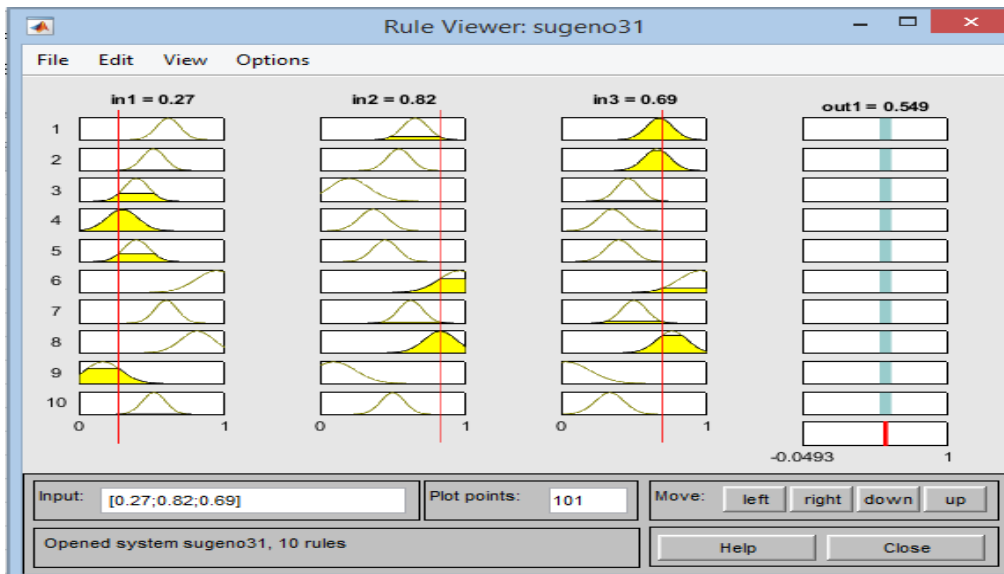 Rule Viewer: sugeno31
File Edit View Options
in1 = 0.27 in2 = 0.82 in3 = 0.69 out1 = 0.549
1
2
3
4
5
6
7
8
9
10
0 1 0 1 0 1
-0.0493 1
Input: [0.27;0.82;0.69] Plot points: 101 Move: left right down up
Opened system sugeno31, 10 rules Help Close